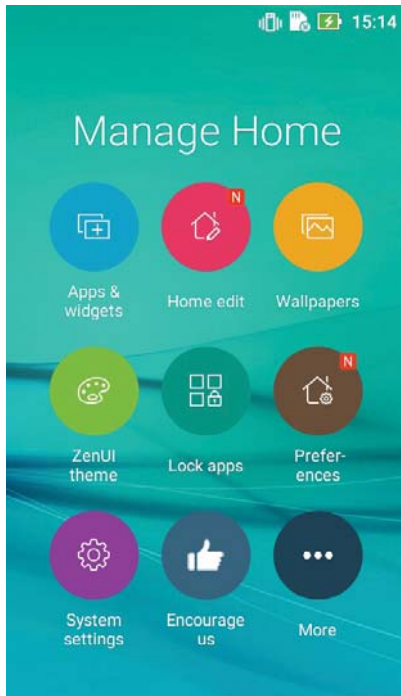 15:14
Manage Home
N
Apps &
widgets
Home edit
Wallpapers
N
ZenUI
theme
Lock apps
Prefer-
ences
System
settings
Encourage
us
More